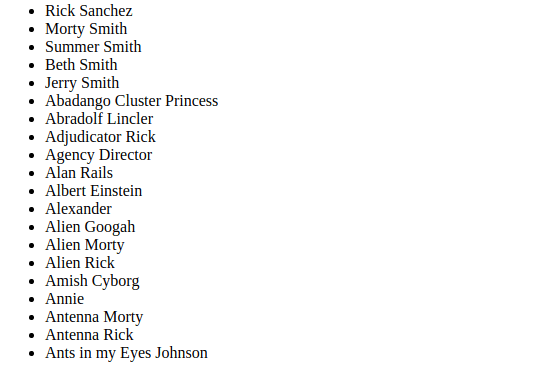 Rick Sanchez
Morty Smith
Summer Smith
Beth Smith
Jerry Smith
Abadango Cluster Princess
Abradolf Lincler
Adjudicator Rick
Agency Director
Alan Rails
Albert Einstein
Alexander
Alien Googah
Alien Morty
Alien Rick
Amish Cyborg
Annie
Antenna Morty
Antenna Rick
Ants in my Eyes Johnson